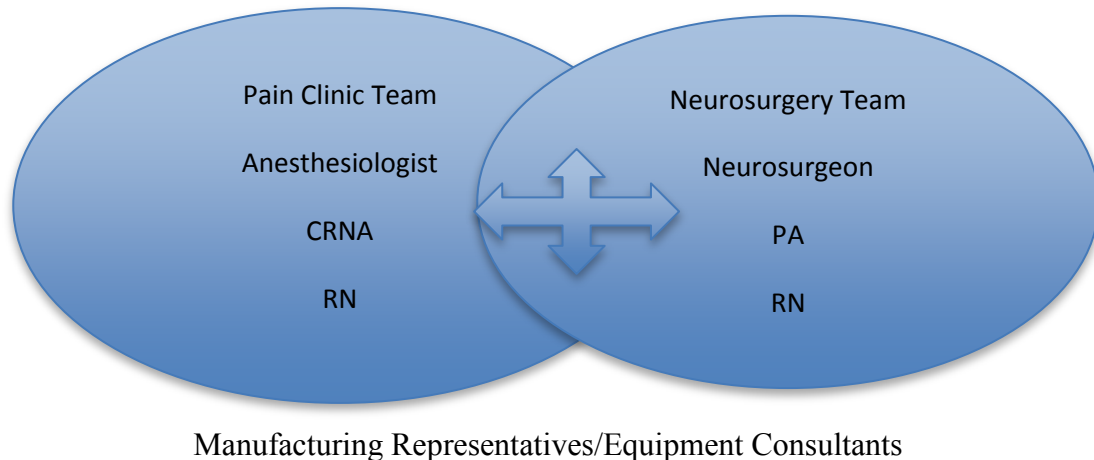 Pain Clinic Team
Anesthesiologist
CRNA
RN
Neurosurgery Team
Neurosurgeon
PA
RN
Manufacturing Representatives/Equipment Consultants